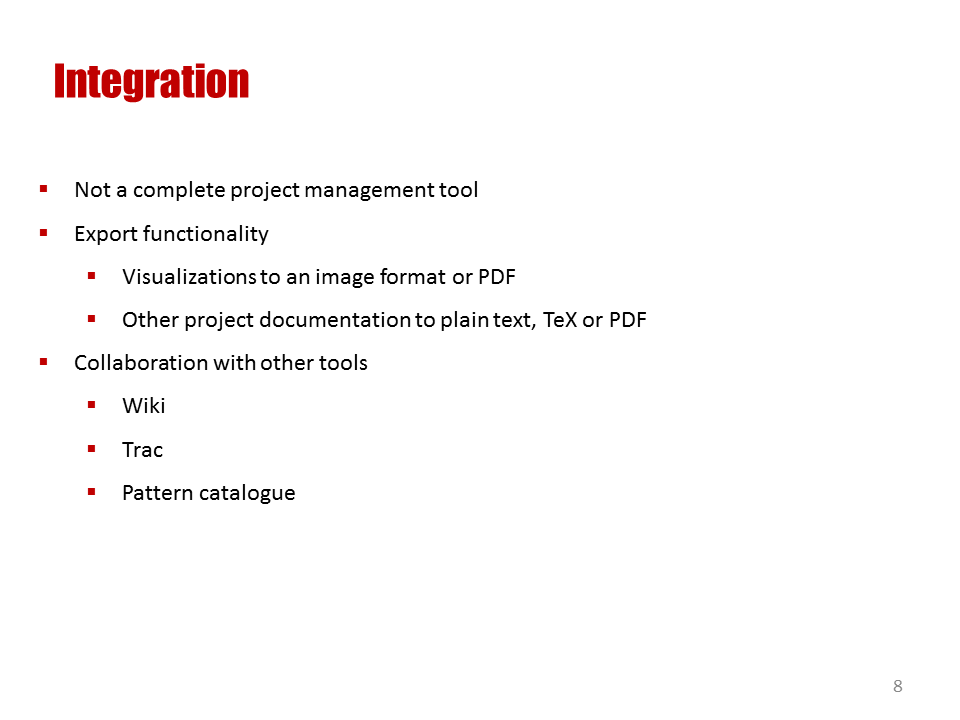 Integration
Not a complete project management tool
Export functionality
Visualizations to an image format or PDF
Other project documentation to plain text, TeX or PDF
Collaboration with other tools
Wiki
Trac
Pattern catalogue
8